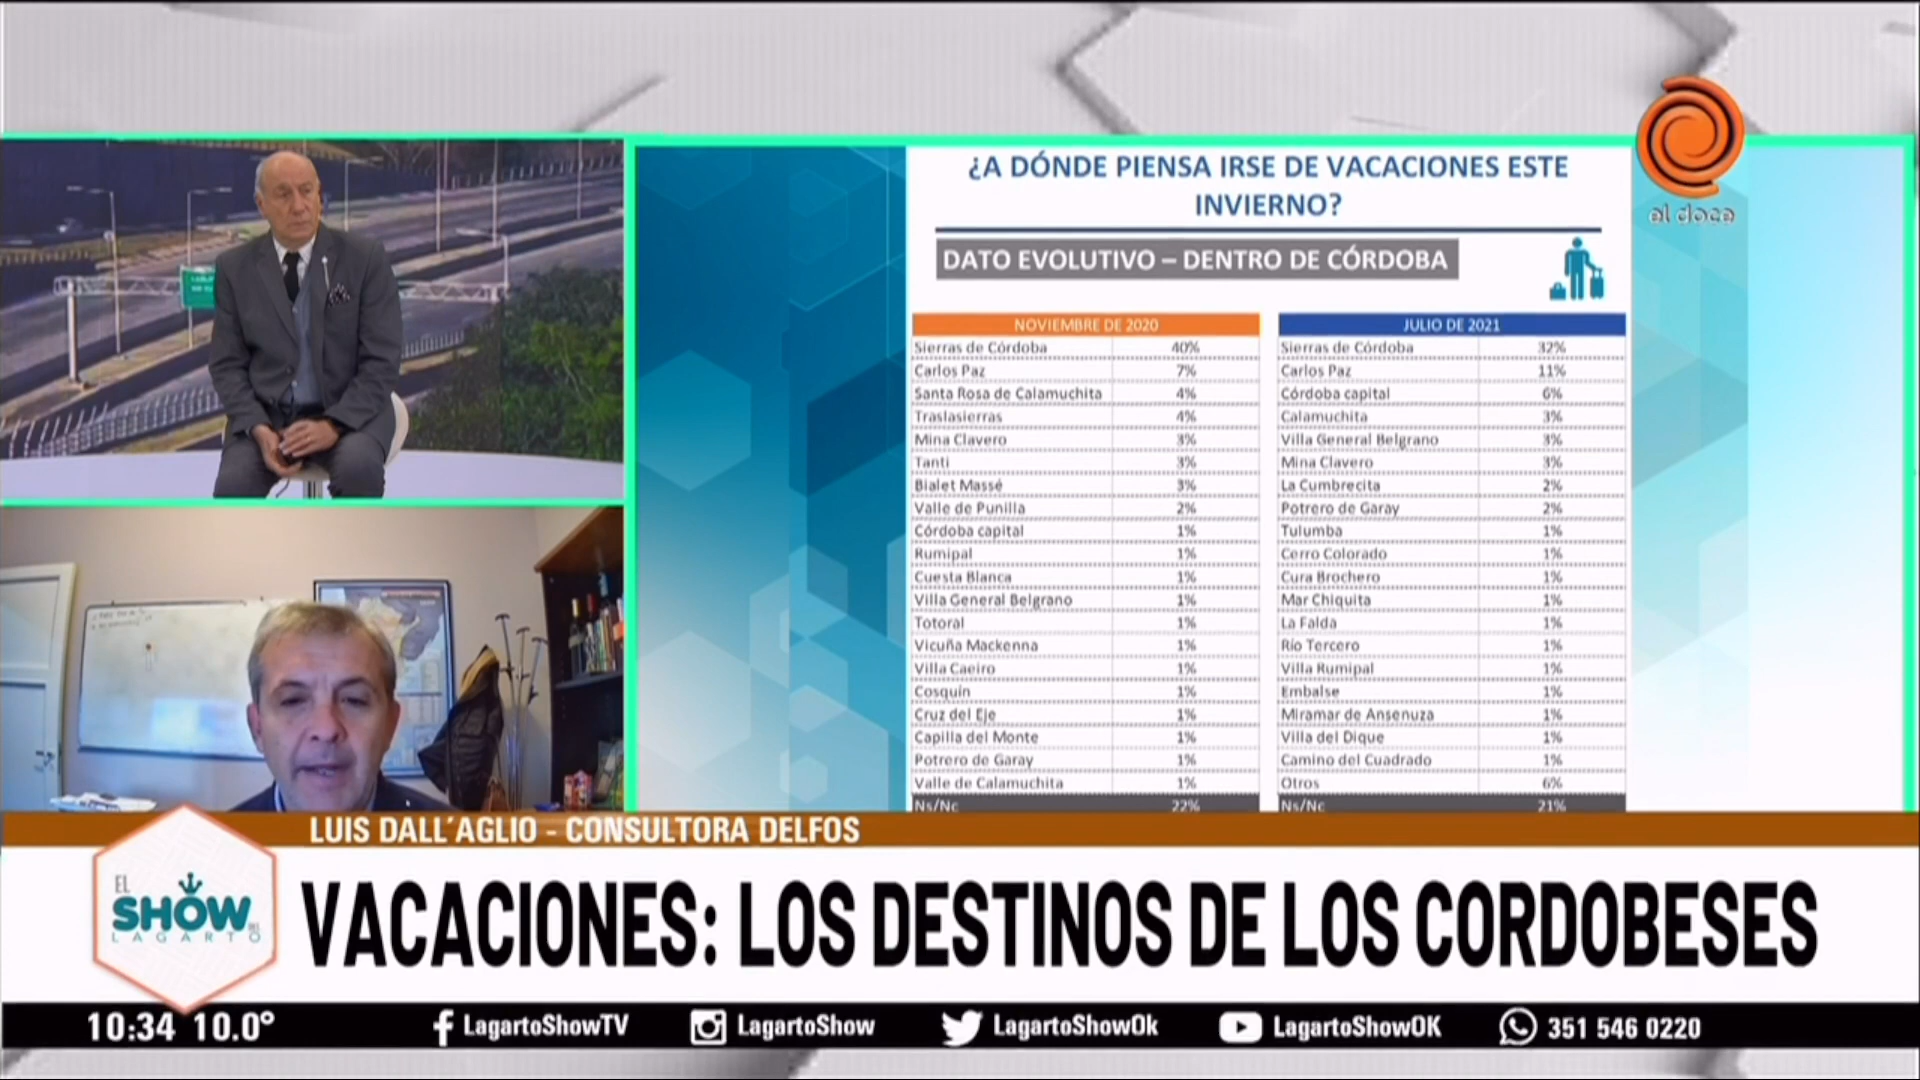 ¿A DÓNDE PIENSA IRSE DE VACACIONES ESTE
INVIERNO?
DATO EVOLUTIVO – DENTRO DE CÓRDOBA
el doce
NOVIEMBRE DE 2020
Sierras de Córdoba 40%
Carlos Paz 7%
Santa Rosa de Calamuchita 4%
Traslasierras 4%
Mina Clavero 3%
Tanti 3%
Bialet Massé 3%
Valle de Punilla 2%
Córdoba capital 1%
Rumipal 1%
Cuesta Blanca 1%
Villa General Belgrano 1%
Totoral 1%
Vicuña Mackenna 1%
Villa Caeiro 1%
Cosquín 1%
Cruz del Eje 1%
Capilla del Monte 1%
Potrero de Garay 1%
Valle de Calamuchita 1%
Ns/Nc 22%
JULIO DE 2021
Sierras de Córdoba 32%
Carlos Paz 11%
Córdoba capital 6%
Calamuchita 3%
Villa General Belgrano 3%
Mina Clavero 3%
La Cumbrecita 2%
Potrero de Garay 2%
Tulumba 1%
Cerro Colorado 1%
Cura Brochero 1%
Mar Chiquita 1%
La Falda 1%
Río Tercero 1%
Villa Rumipal 1%
Embalse 1%
Miramar de Ansenuza 1%
Villa del Dique 1%
Camino del Cuadrado 1%
Otros 6%
Ns/Nc 21%
LUIS DALL´AGLIO - CONSULTORA DELFOS
EL
SHOW
DEL
LAGARTO
VACACIONES: LOS DESTINOS DE LOS CORDOBESES
10:34 10.0° LagartoShowTV LagartoShow LagartoShowOk LagartoShowOK 351 546 0220